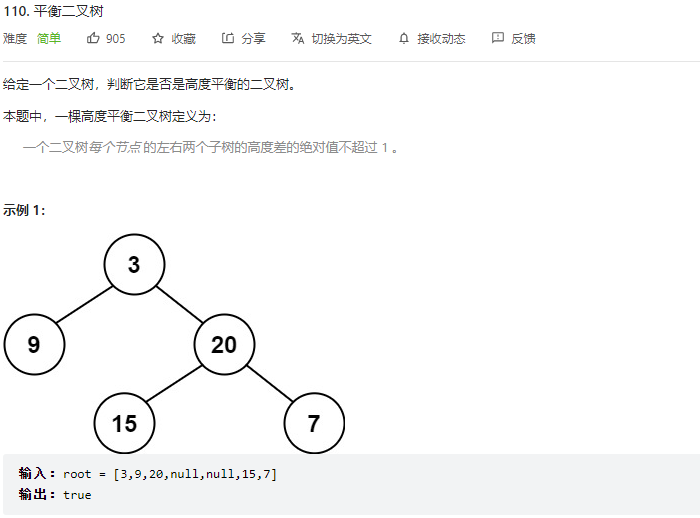 110. 平衡二叉树
难度 简单 905 收藏 分享 切换为英文 接收动态 反馈
给定一个二叉树，判断它是否是高度平衡的二叉树。
本题中，一棵高度平衡二叉树定义为：
一个二叉树每个节点 的左右两个子树的高度差的绝对值不超过 1 。
示例 1：
3
9 20
15 7
输入：root = [3,9,20,null,null,15,7]
输出：true